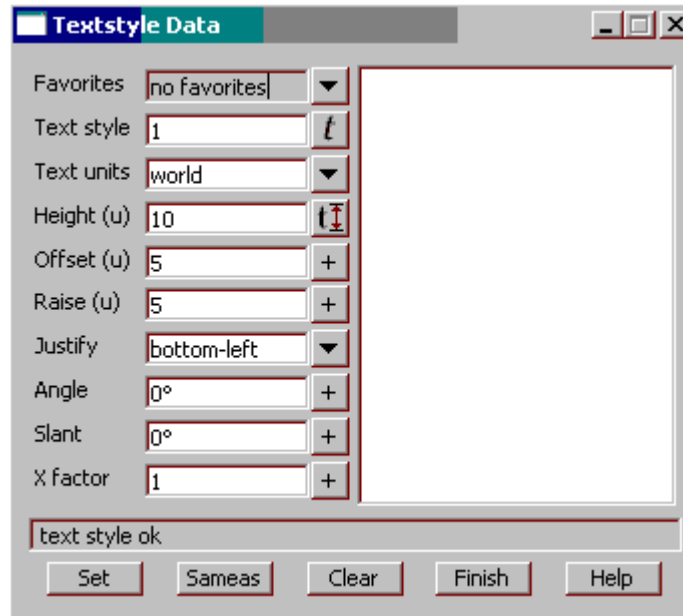 Textstyle Data
Favorites no favorites
Text style 1 t
Text units world
Height (u) 10 t
Offset (u) 5 +
Raise (u) 5 +
Justify bottom-left
Angle 0° +
Slant 0° +
X factor 1 +
text style ok
Set Sameas Clear Finish Help